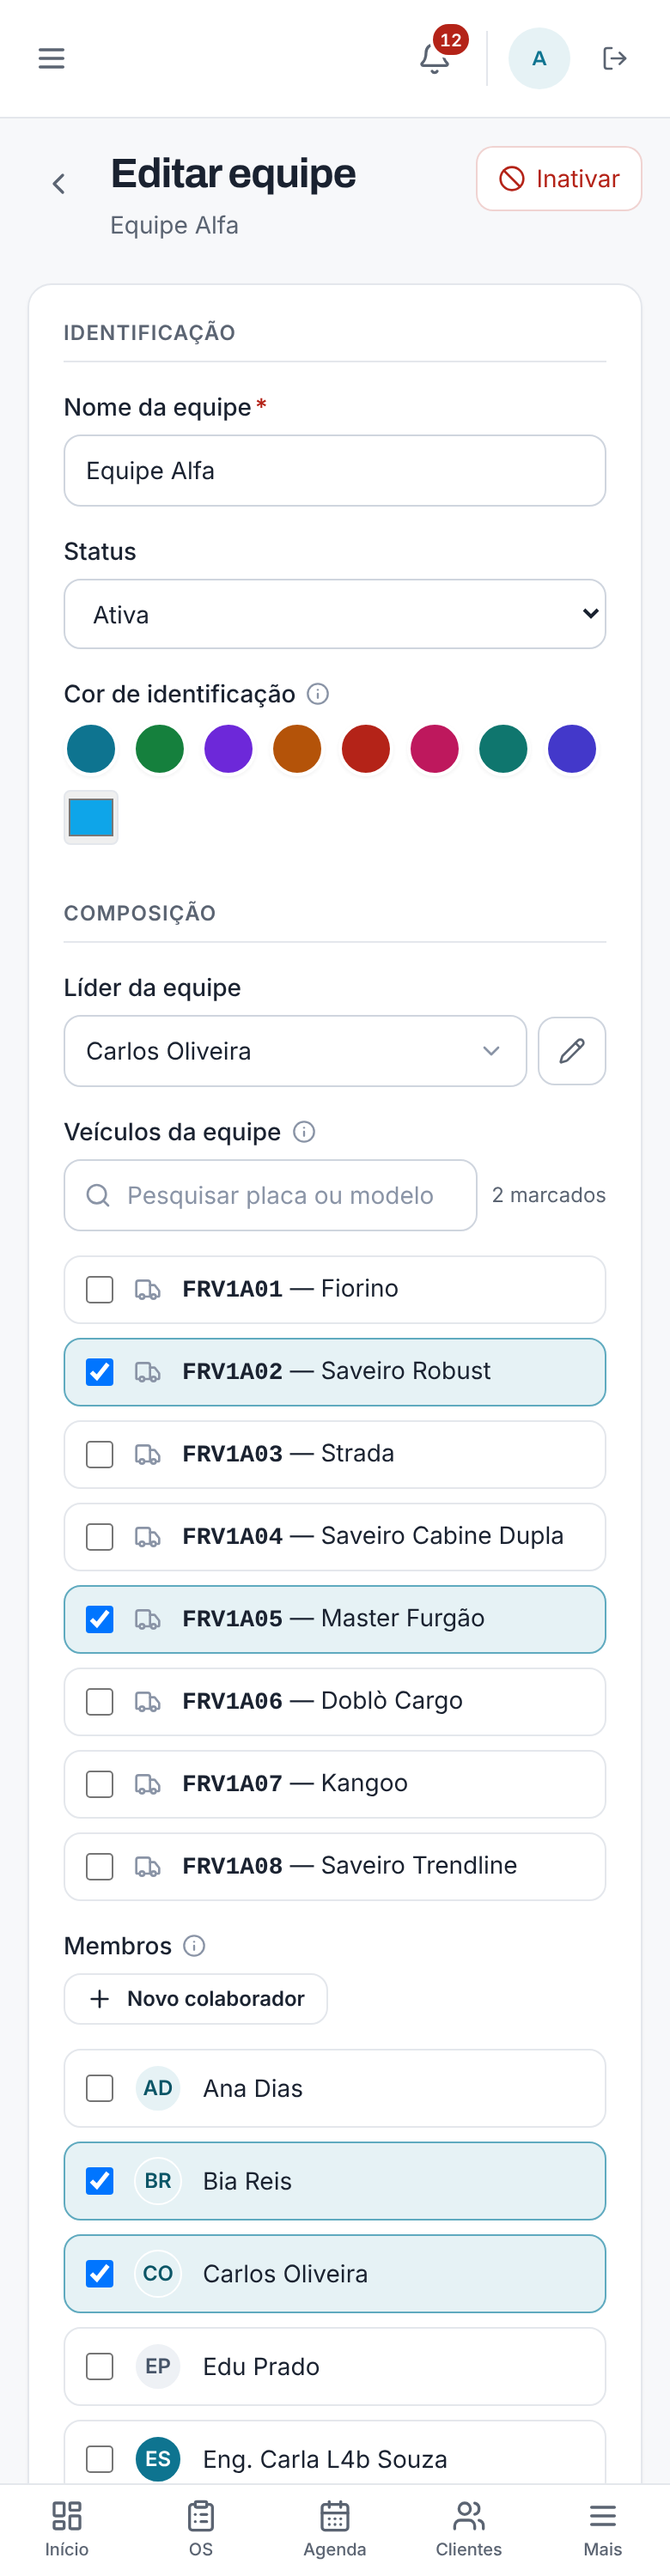 12
A
Editar equipe
Inativar
Equipe Alfa
IDENTIFICAÇÃO
Nome da equipe *
Equipe Alfa
Status
Ativa
Cor de identificação
COMPOSIÇÃO
Líder da equipe
Carlos Oliveira
Veículos da equipe
Pesquisar placa ou modelo
2 marcados
FRV1A01 — Fiorino
FRV1A02 — Saveiro Robust
FRV1A03 — Strada
FRV1A04 — Saveiro Cabine Dupla
FRV1A05 — Master Furgão
FRV1A06 — Doblò Cargo
FRV1A07 — Kangoo
FRV1A08 — Saveiro Trendline
Membros
Novo colaborador
AD Ana Dias
BR Bia Reis
CO Carlos Oliveira
EP Edu Prado
ES Eng. Carla L4b Souza
Início
OS
Agenda
Clientes
Mais